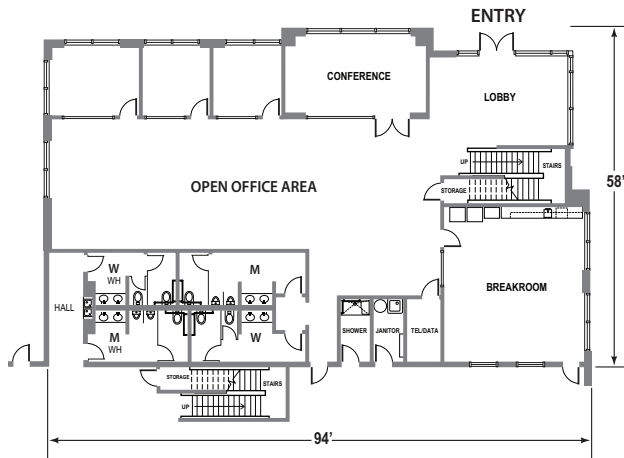 ENTRY
CONFERENCE
LOBBY
UP
STAIRS
STORAGE
58'
OPEN OFFICE AREA
W
WH
M
HALL
BREAKROOM
M
WH
W
SHOWER
JANITOR
TEL/DATA
STORAGE
STAIRS
UP
94'